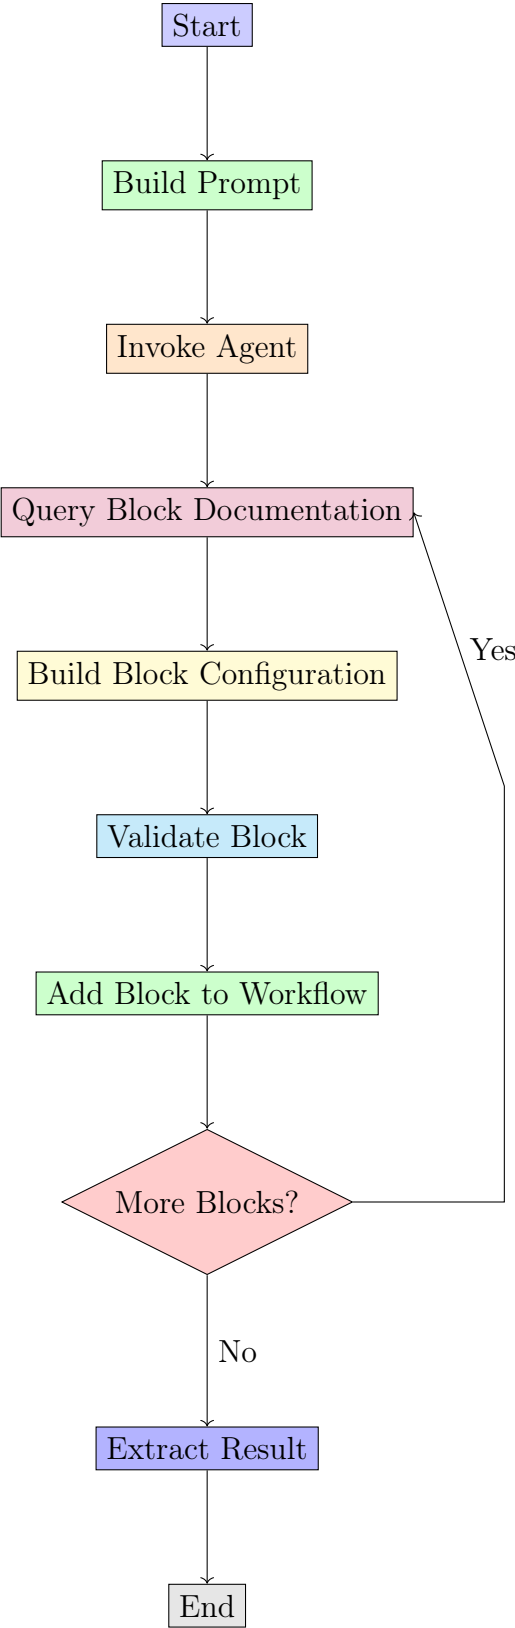 Start
Build Prompt
Invoke Agent
Query Block Documentation
Yes
Build Block Configuration
Validate Block
Add Block to Workflow
More Blocks?
No
Extract Result
End